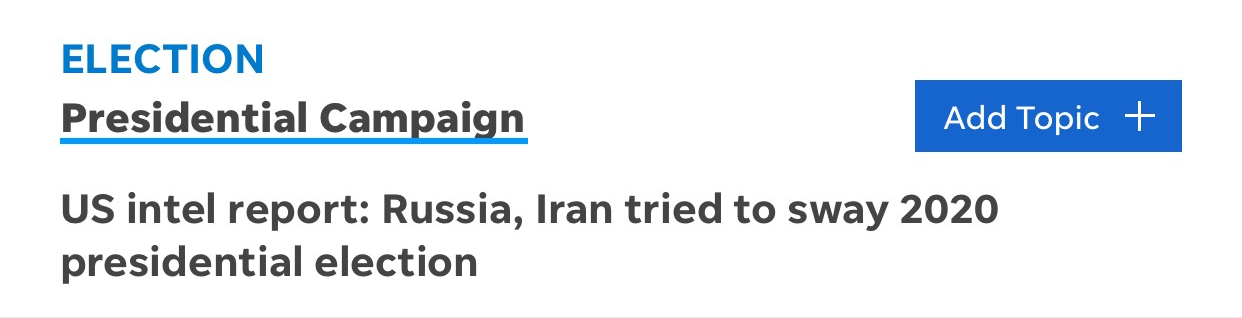 ELECTION
Presidential Campaign
Add Topic +
US intel report: Russia, Iran tried to sway 2020
presidential election